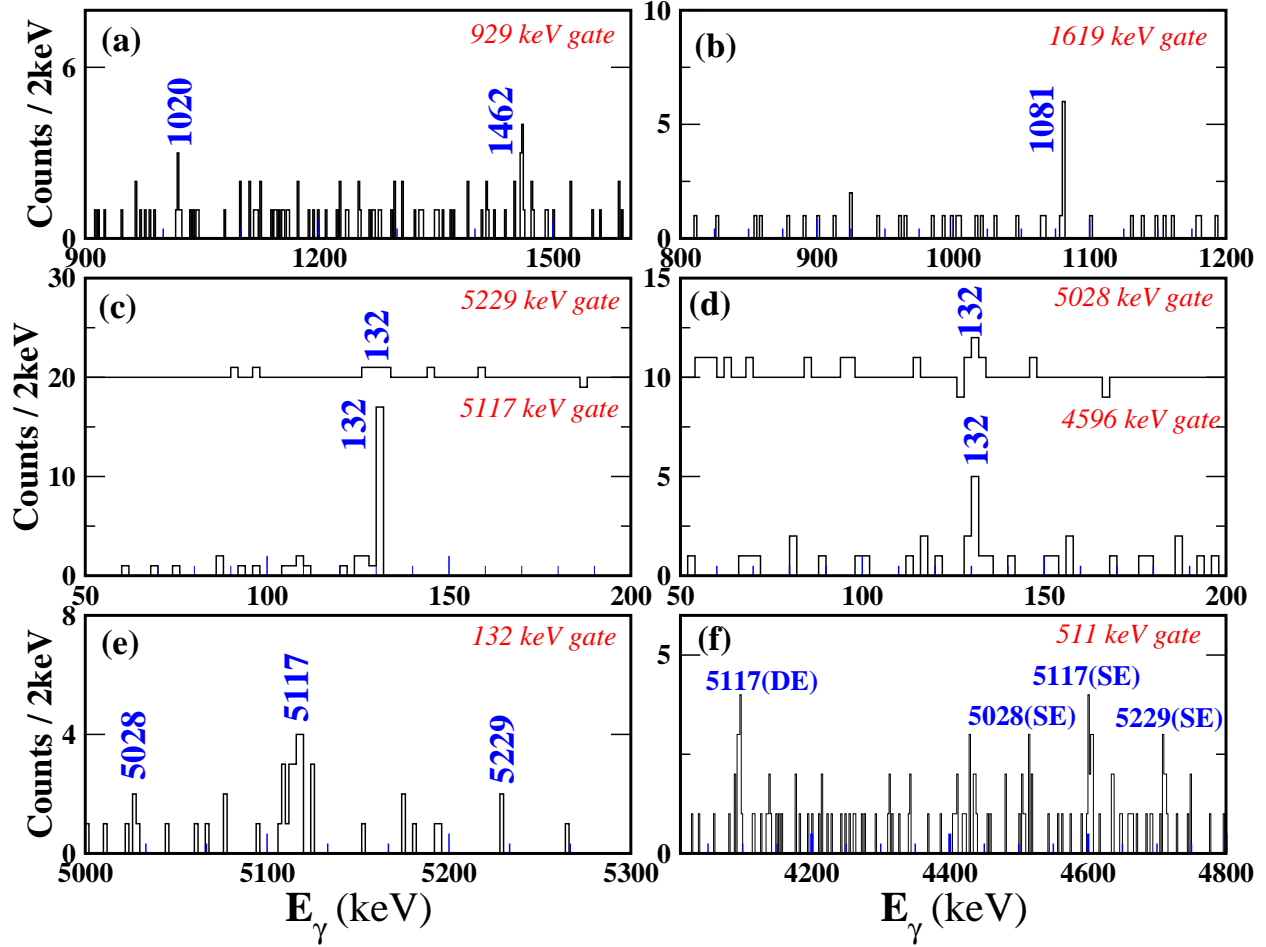 (a)
929 keV gate
1020
1462
Counts / 2keV
6
0
900
1200
1500
(b)
1619 keV gate
1081
10
5
0
800
900
1000
1100
1200
(c)
5229 keV gate
132
5117 keV gate
132
Counts / 2keV
30
20
10
0
50
100
150
200
(d)
5028 keV gate
132
4596 keV gate
132
15
10
5
0
50
100
150
200
(e)
132 keV gate
5028
5117
5229
Counts / 2keV
8
4
0
5000
5100
5200
5300
E_γ (keV)
(f)
511 keV gate
5117(DE)
5117(SE)
5028(SE)
5229(SE)
5
0
4200
4400
4600
4800
E_γ (keV)